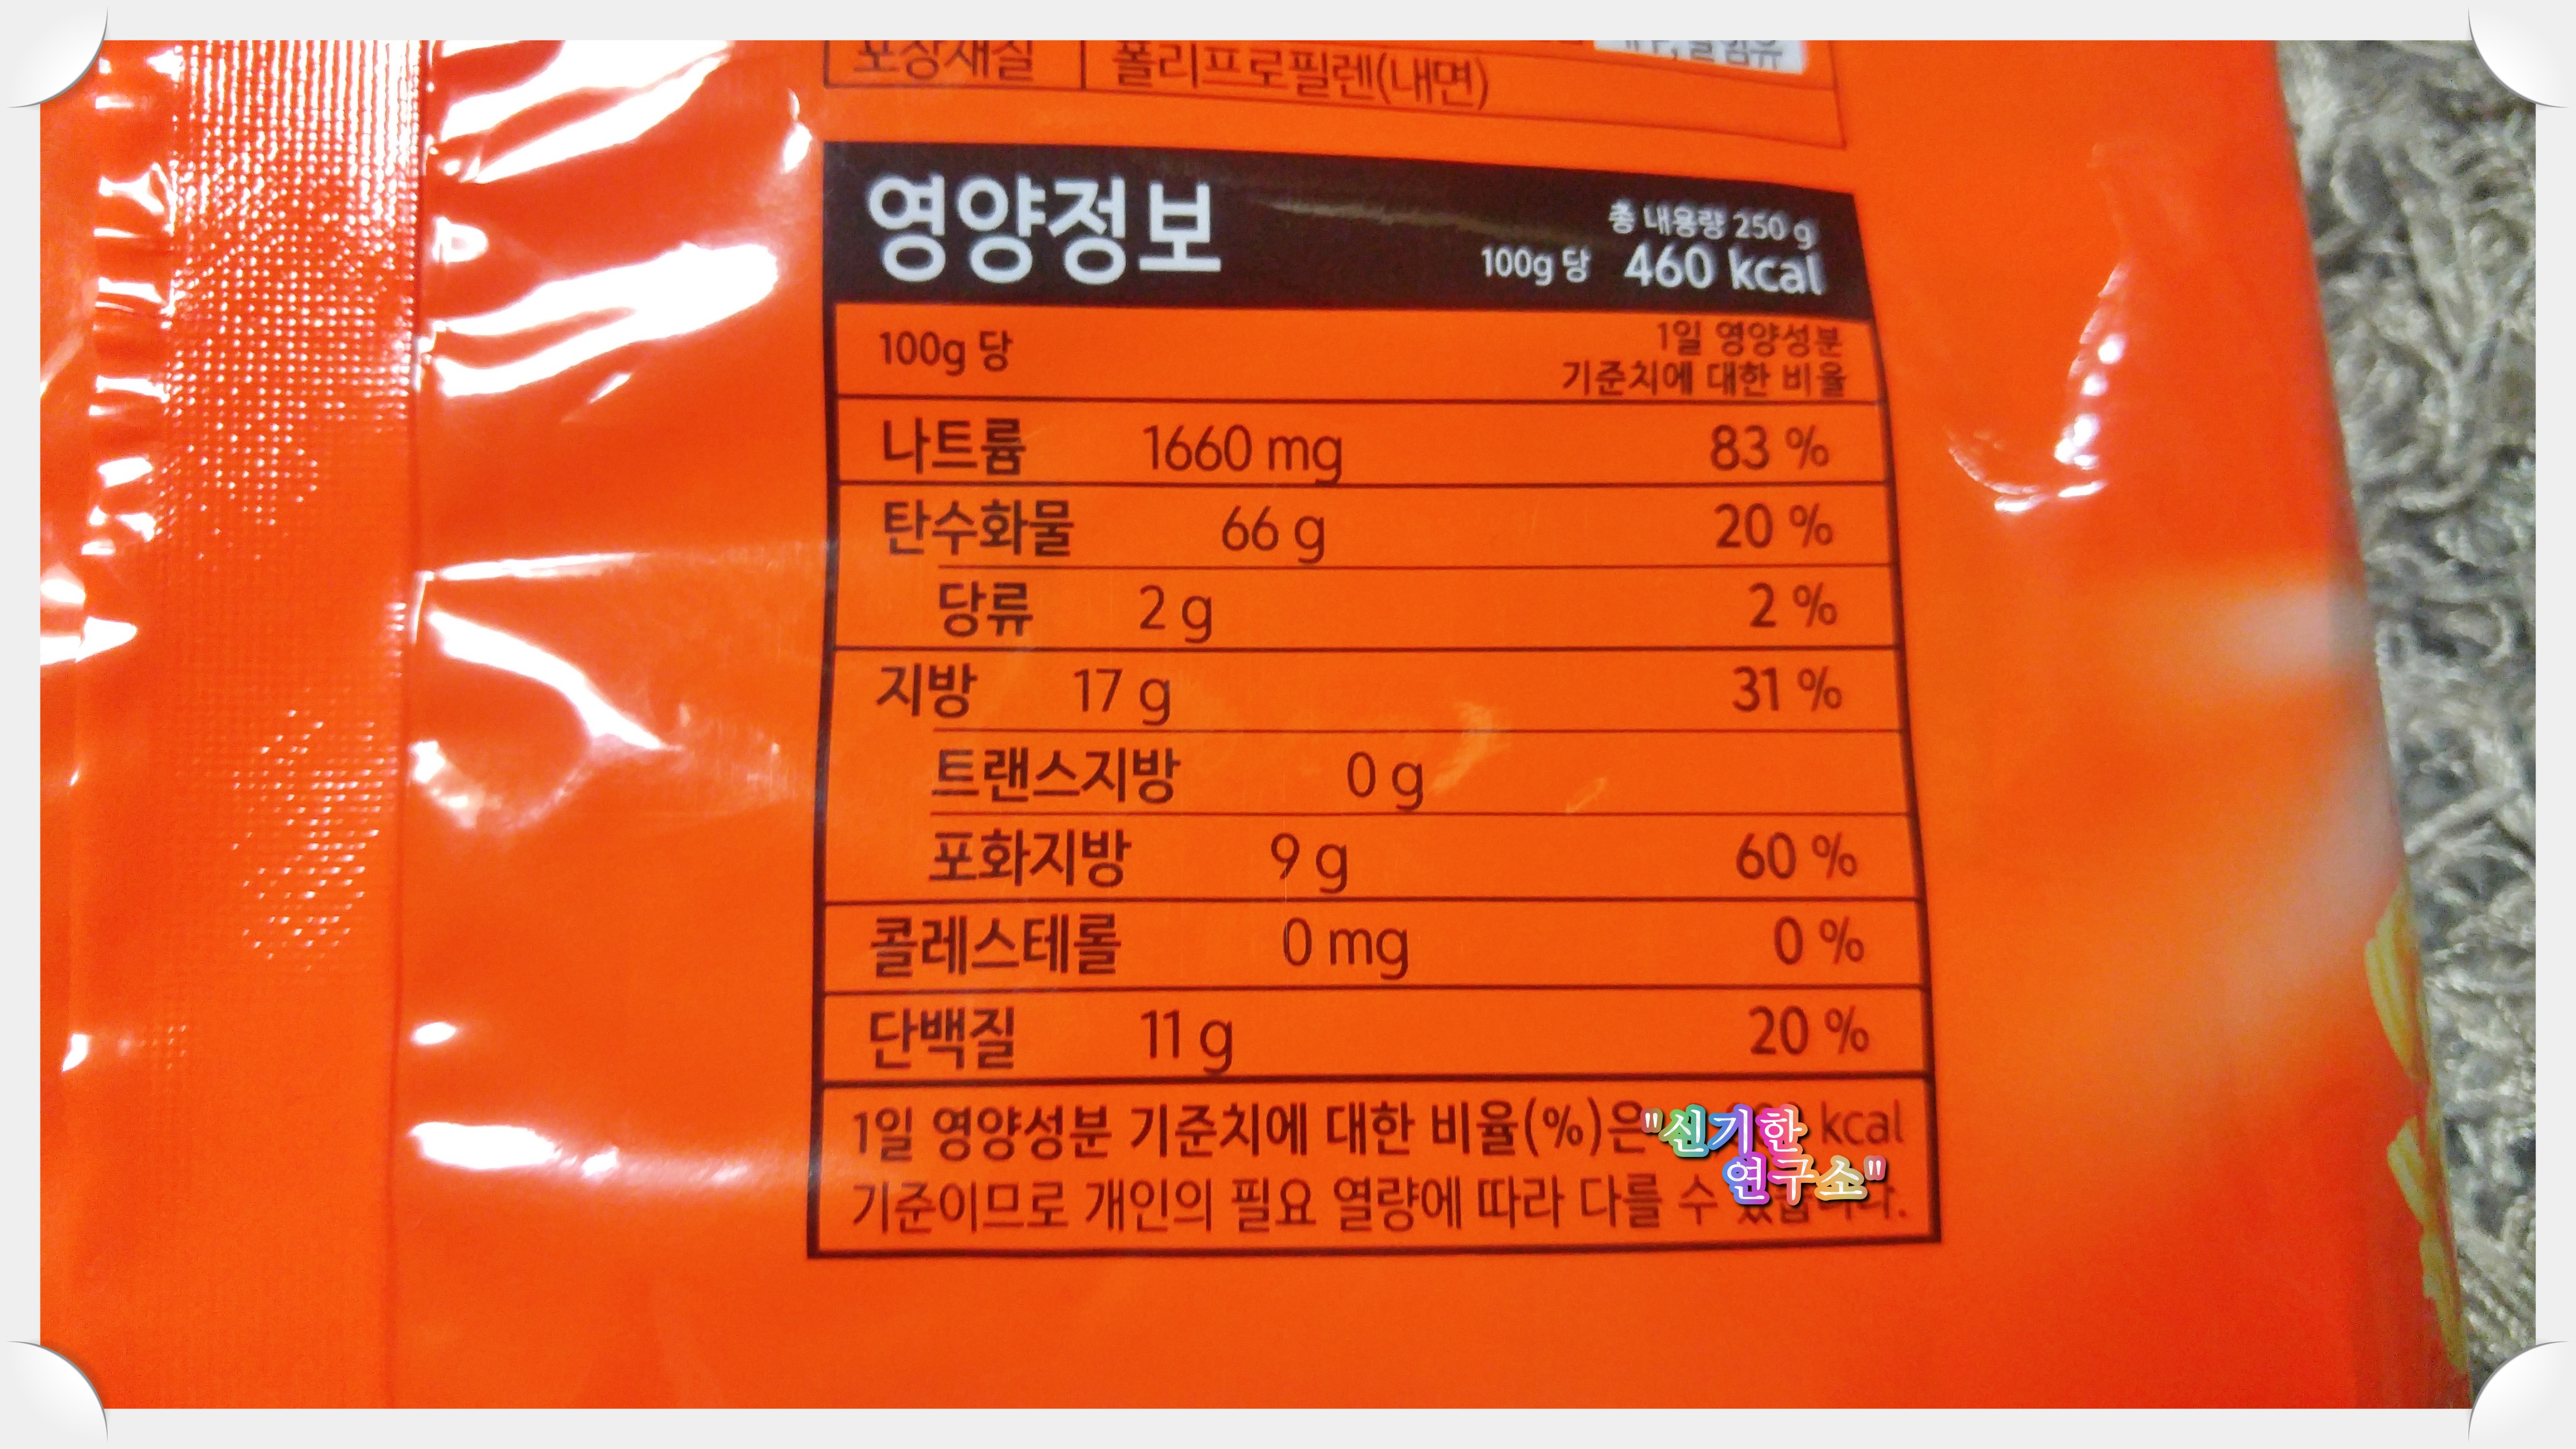 포장재질 폴리프로필렌(내면)
영양정보
총 내용량 250 g
100g 당 460 kcal
100g 당
1일 영양성분
기준치에 대한 비율
나트륨 1660 mg 83 %
탄수화물 66 g 20 %
당류 2 g 2 %
지방 17 g 31 %
트랜스지방 0 g
포화지방 9 g 60 %
콜레스테롤 0 mg 0 %
단백질 11 g 20 %
1일 영양성분 기준치에 대한 비율(%)은 kcal
기준이므로 개인의 필요 열량에 따라 다를 수
"신기한
연구소"